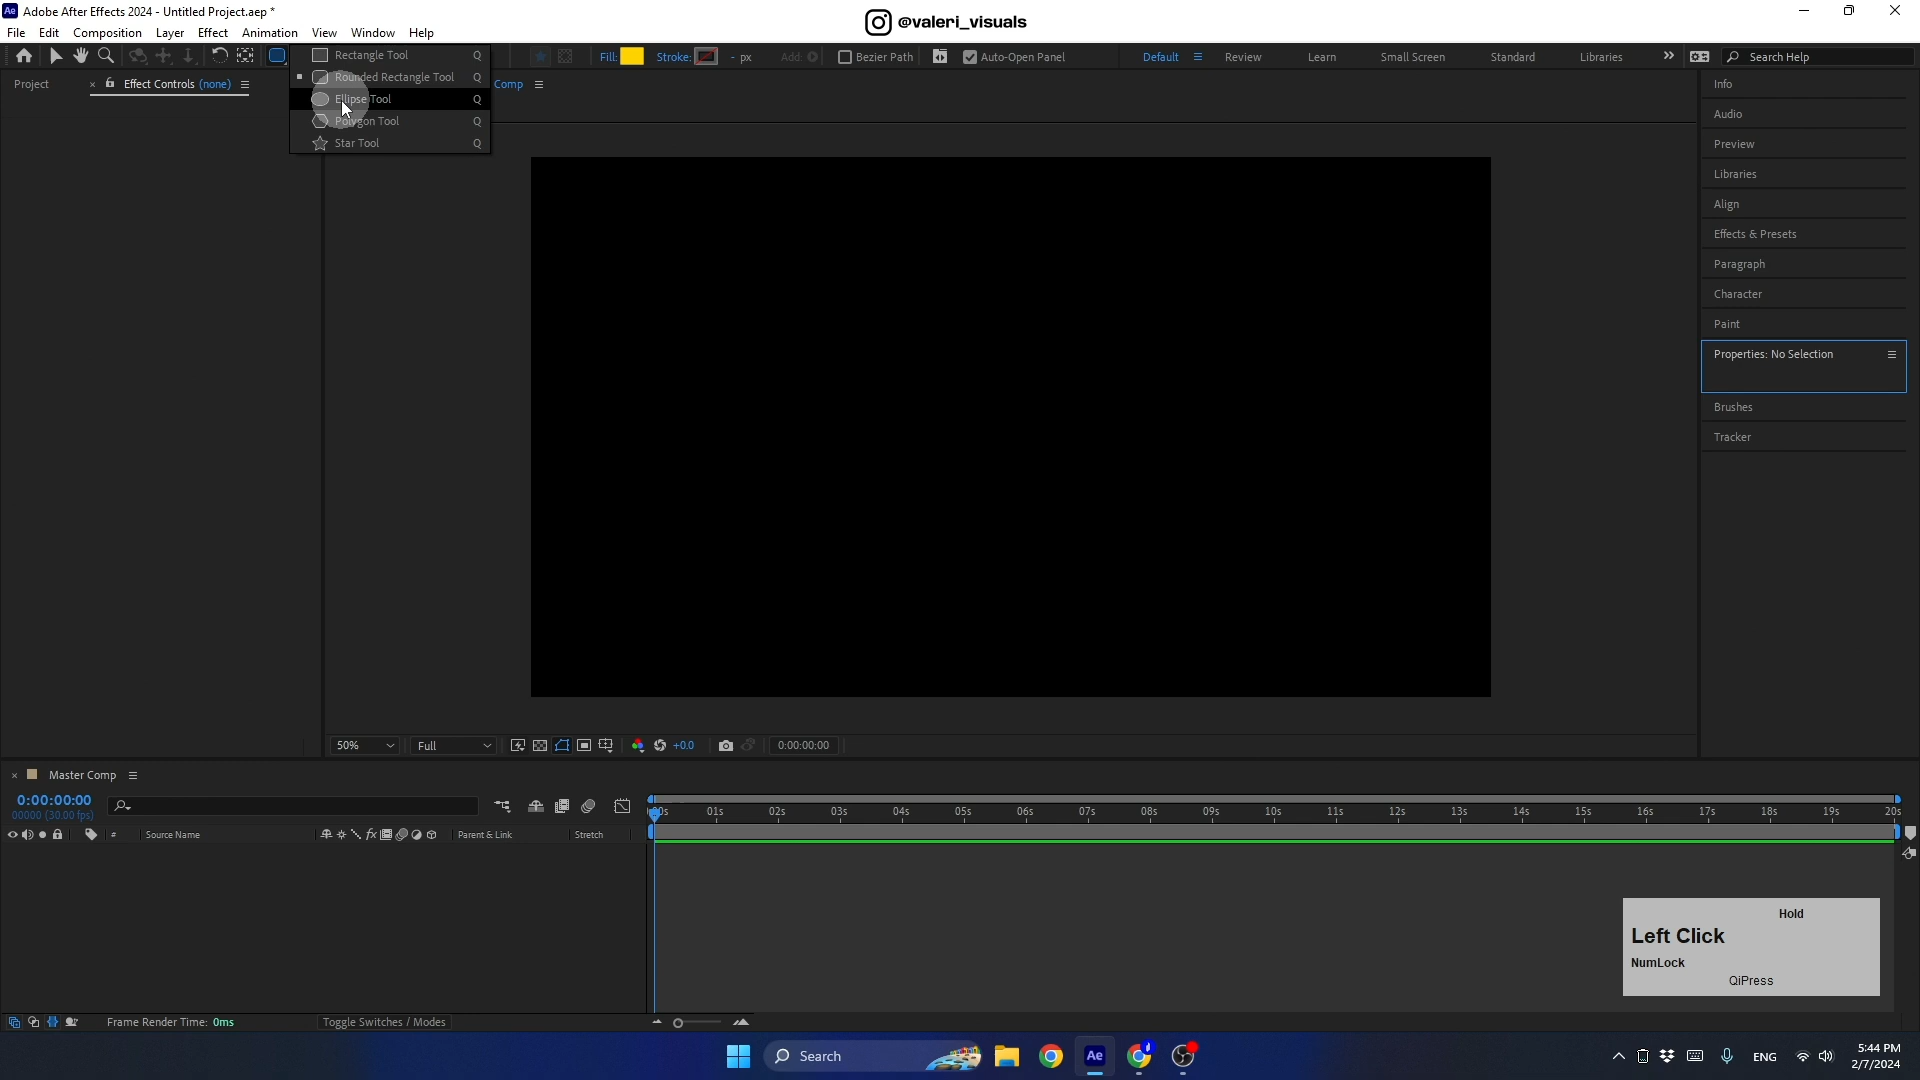 Adobe After Effects 2024 - Untitled Project.aep *
@valeri_visuals
File Edit Composition Layer Effect Animation View Window Help
Fill: Stroke: - px Add: Bezier Path Auto-Open Panel Default Review Learn Small Screen Standard Libraries Search Help
Rectangle Tool Q
Rounded Rectangle Tool Q
Ellipse Tool Q
Polygon Tool Q
Star Tool Q
Project Effect Controls (none) Comp
Info
Audio
Preview
Libraries
Align
Effects & Presets
Paragraph
Character
Paint
Properties: No Selection
Brushes
Tracker
50% Full +0.0 0:00:00:00
Master Comp
0:00:00:00
00000 (30.00 fps)
01s 02s 03s 04s 05s 06s 07s 08s 09s 10s 11s 12s 13s 14s 15s 16s 17s 18s 19s 20s
# Source Name Parent & Link Stretch
Hold
Left Click
NumLock
QiPress
Frame Render Time: 0ms Toggle Switches / Modes
Search
ENG
5:44 PM
2/7/2024